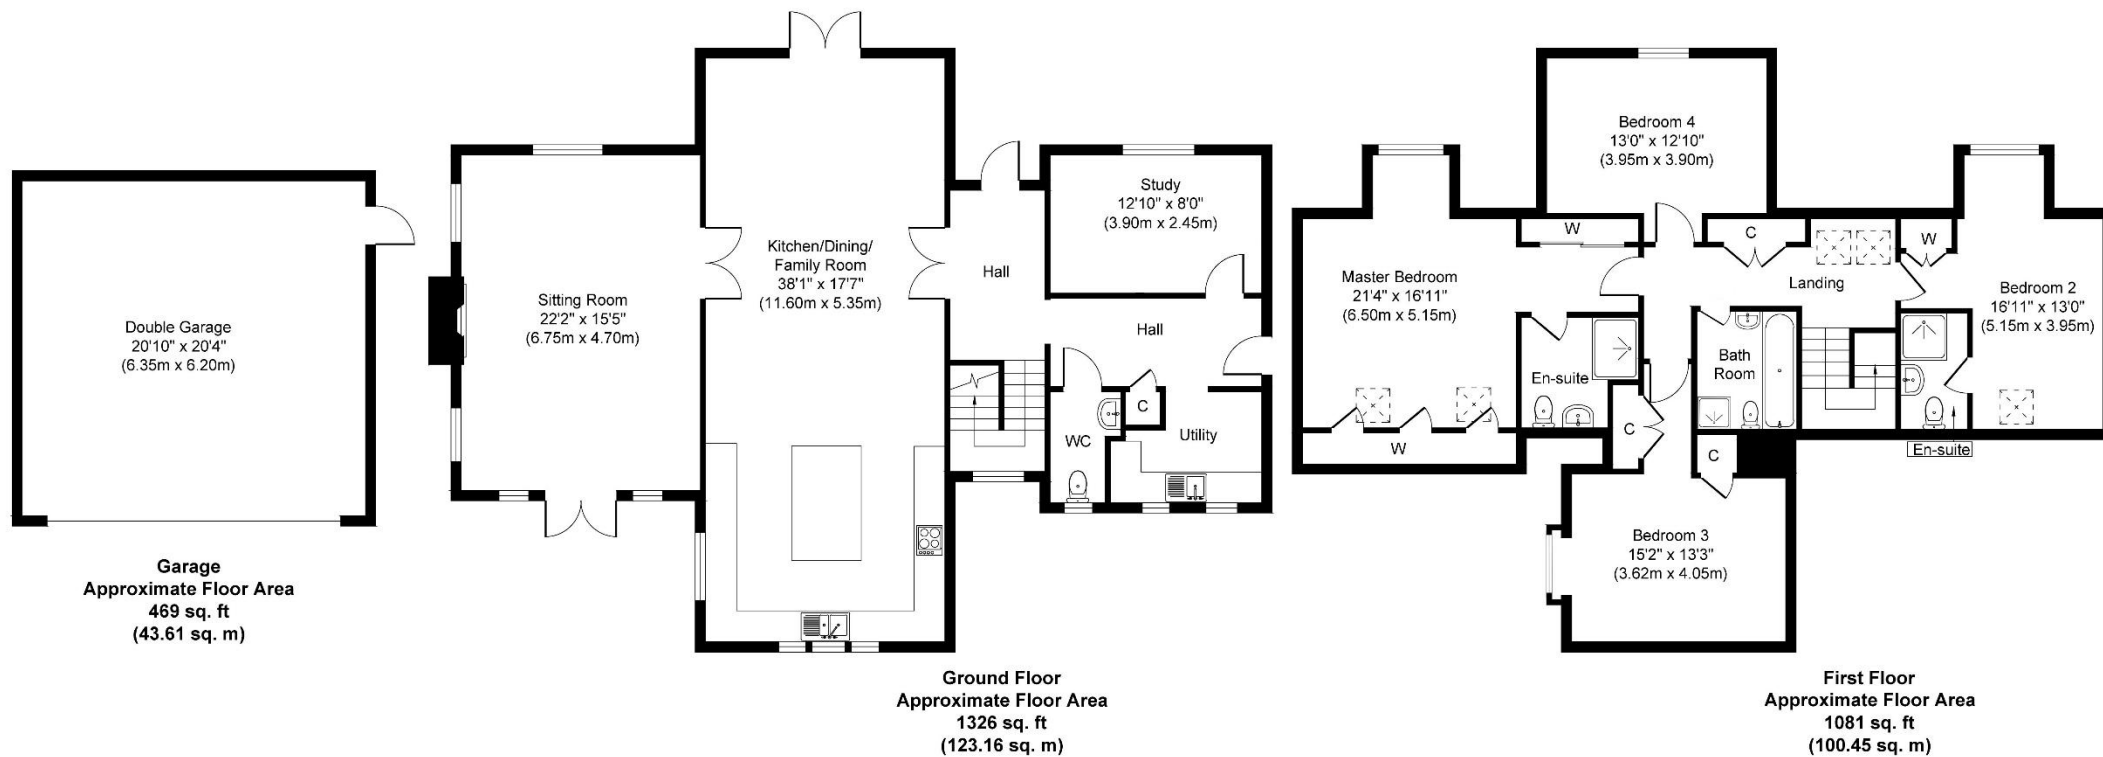 Double Garage
20'10" x 20'4"
(6.35m x 6.20m)
Garage
Approximate Floor Area
469 sq. ft
(43.61 sq. m)
Sitting Room
22'2" x 15'5"
(6.75m x 4.70m)
Kitchen/Dining/
Family Room
38'1" x 17'7"
(11.60m x 5.35m)
Hall
Study
12'10" x 8'0"
(3.90m x 2.45m)
Hall
C
WC
Utility
Ground Floor
Approximate Floor Area
1326 sq. ft
(123.16 sq. m)
Bedroom 4
13'0" x 12'10"
(3.95m x 3.90m)
W
C
W
Master Bedroom
21'4" x 16'11"
(6.50m x 5.15m)
Landing
Bedroom 2
16'11" x 13'0"
(5.15m x 3.95m)
En-suite
Bath
Room
C
W
C
En-suite
Bedroom 3
15'2" x 13'3"
(3.62m x 4.05m)
First Floor
Approximate Floor Area
1081 sq. ft
(100.45 sq. m)